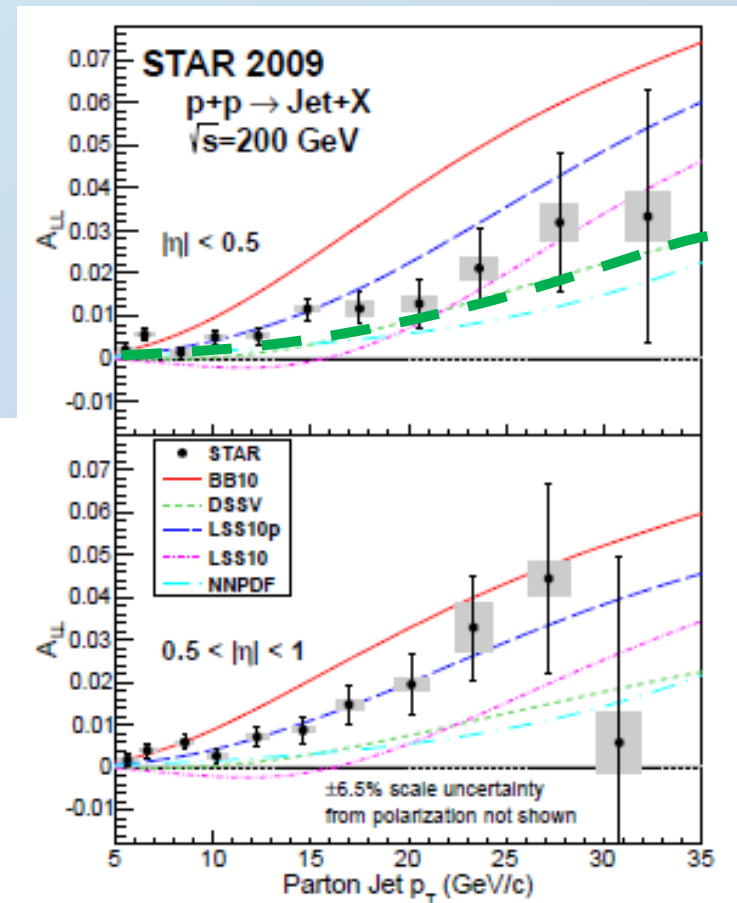 STAR 2009
p+p → Jet+X
√s=200 GeV
0.07
0.06
0.05
0.04
0.03
0.02
0.01
0
-0.01
A_LL
|η| < 0.5
0.07
0.06
0.05
0.04
0.03
0.02
0.01
0
-0.01
A_LL
STAR
BB10
DSSV
LSS10p
LSS10
NNPDF
0.5 < |η| < 1
±6.5% scale uncertainty
from polarization not shown
5 10 15 20 25 30 35
Parton Jet p_T (GeV/c)